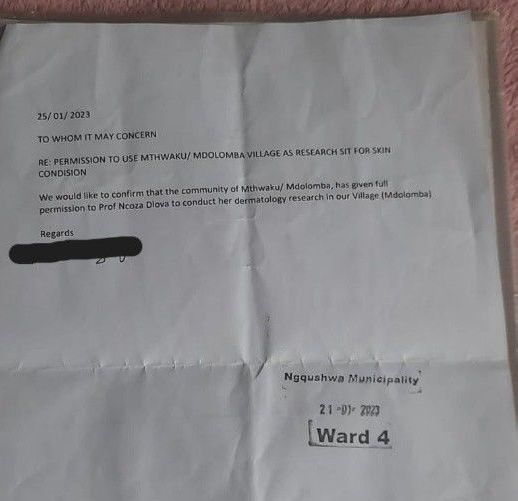 25/ 01/ 2023
TO WHOM IT MAY CONCERN
RE: PERMISSION TO USE MTHWAKU/ MDOLOMBA VILLAGE AS RESEARCH SIT FOR SKIN
CONDISION
We would like to confirm that the community of Mthwaku/ Mdolomba, has given full
permission to Prof Ncoza Dlova to conduct her dermatology research in our Village (Mdolomba)
Regards
Ngqushwa Municipality
21 -01- 2023
Ward 4